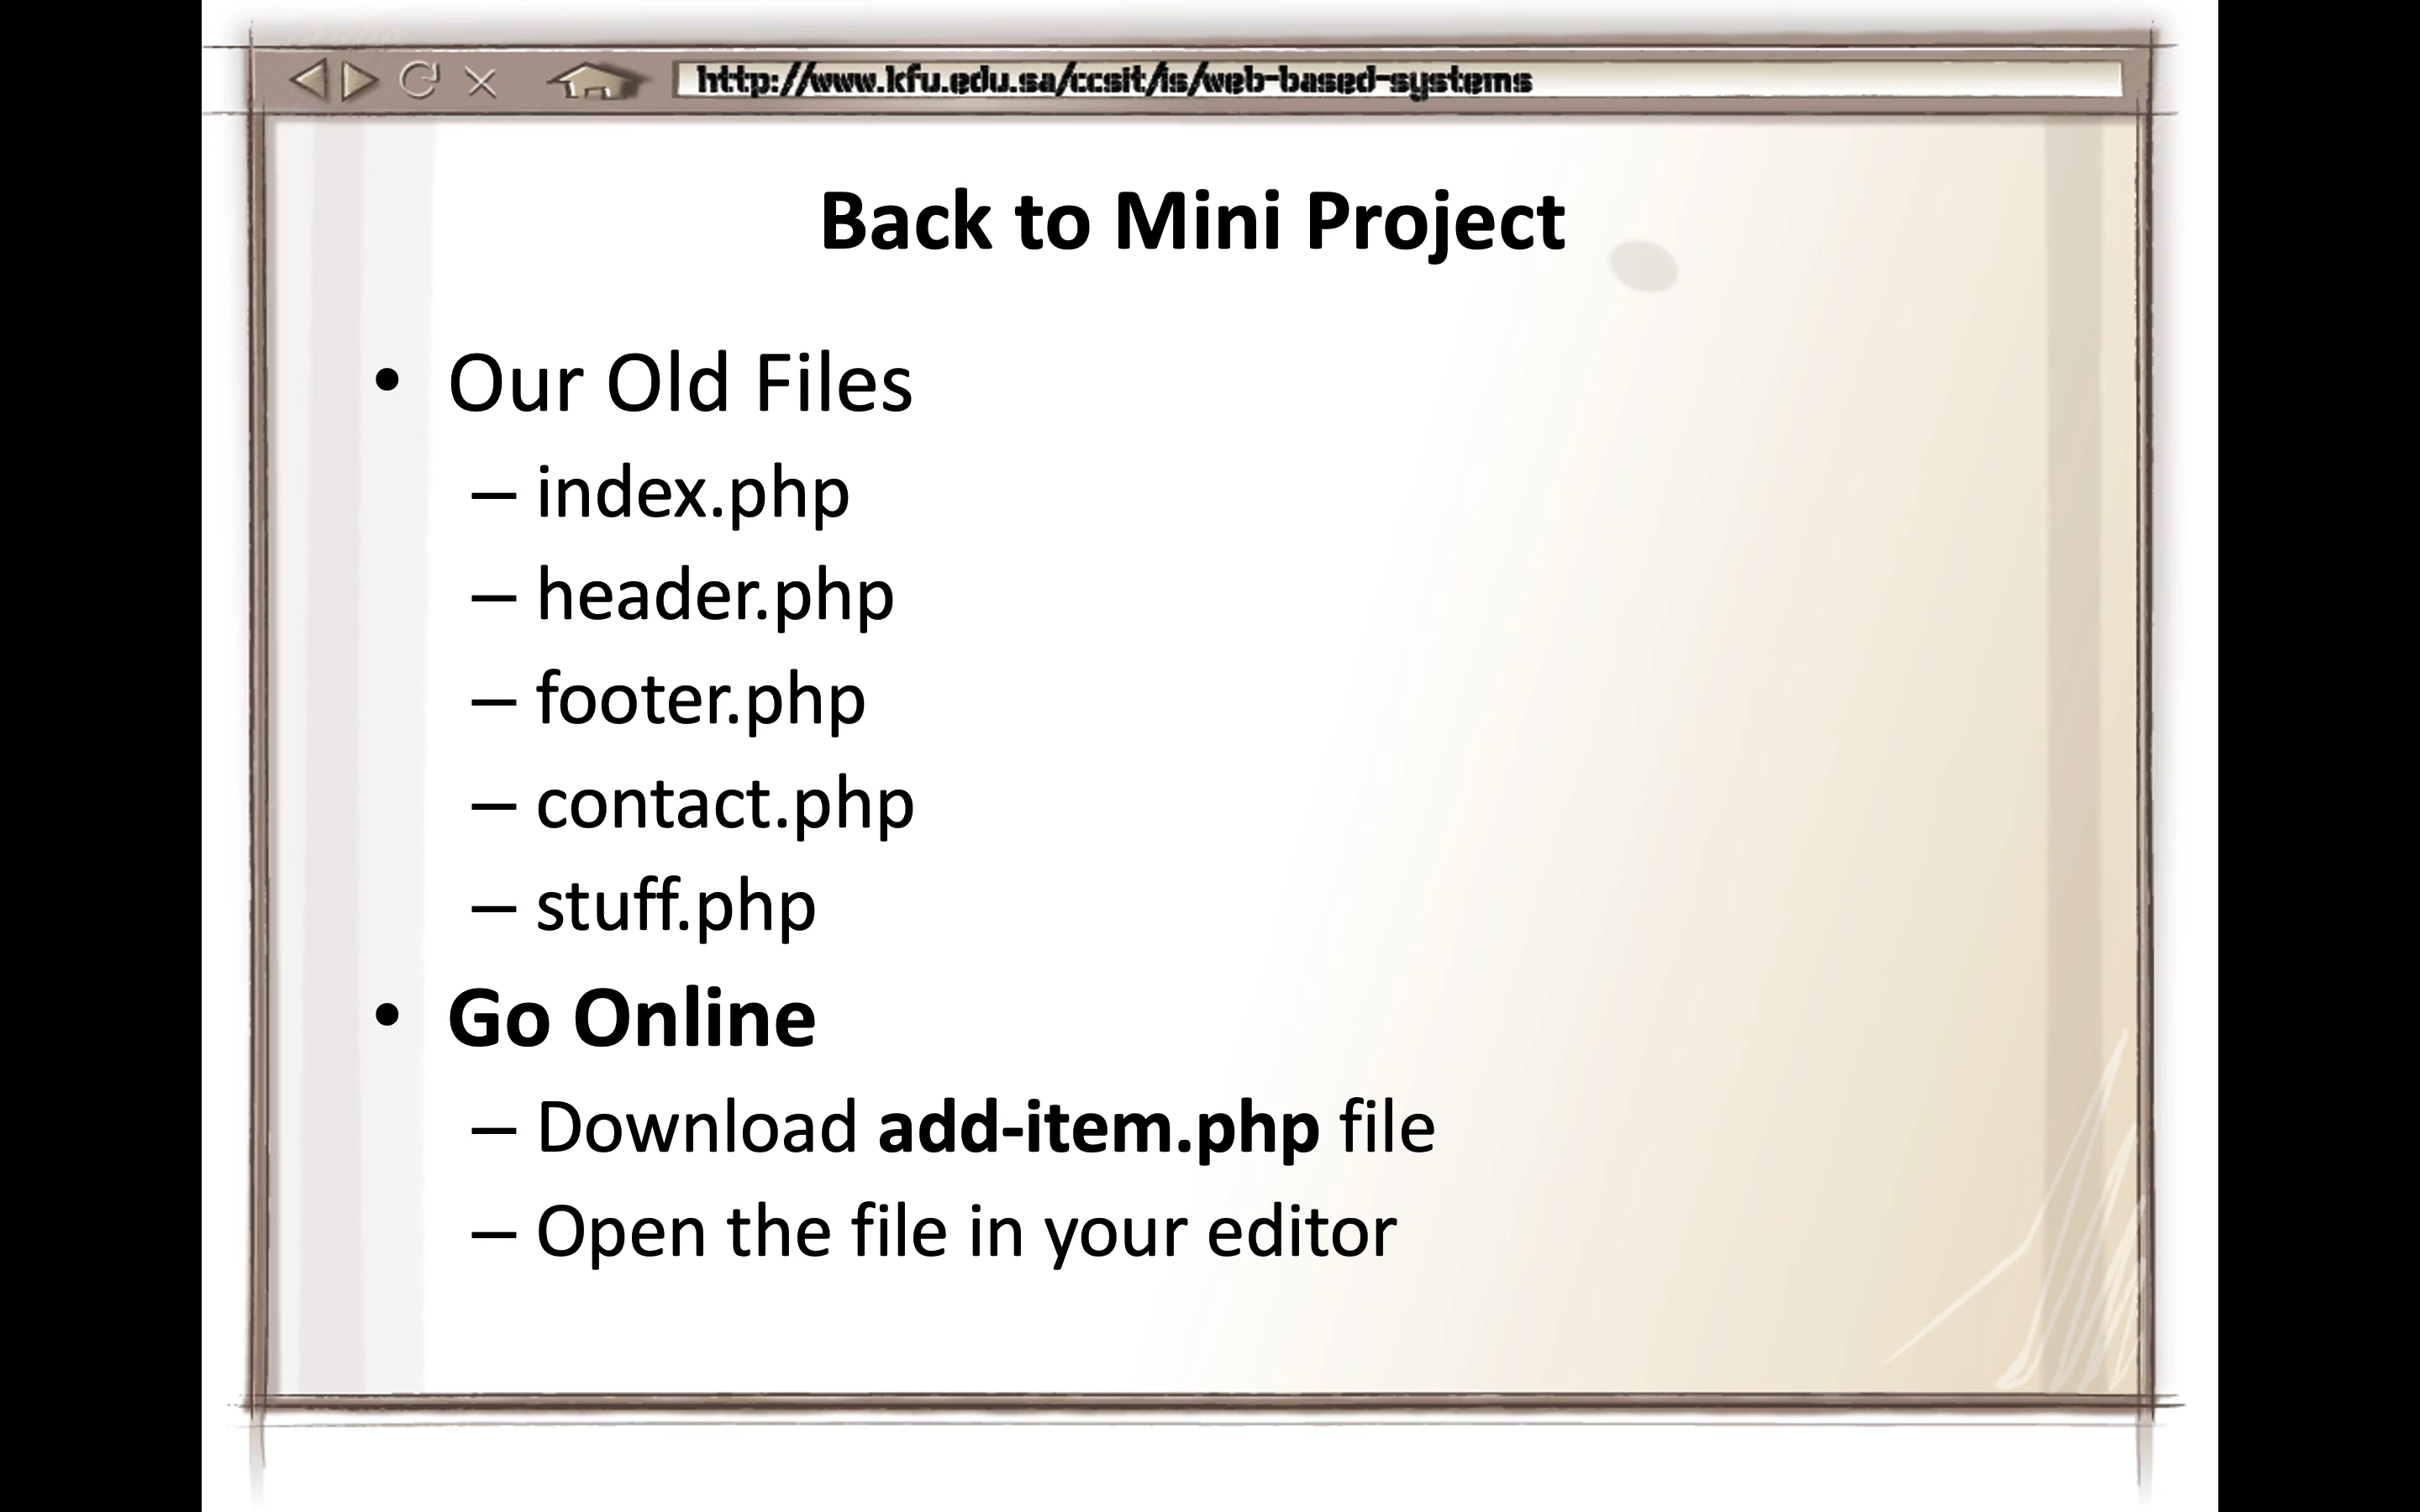 http://www.kfu.edu.sa/ccsit/is/web-based-systems
Back to Mini Project
• Our Old Files
– index.php
– header.php
– footer.php
– contact.php
– stuff.php
• Go Online
– Download add-item.php file
– Open the file in your editor